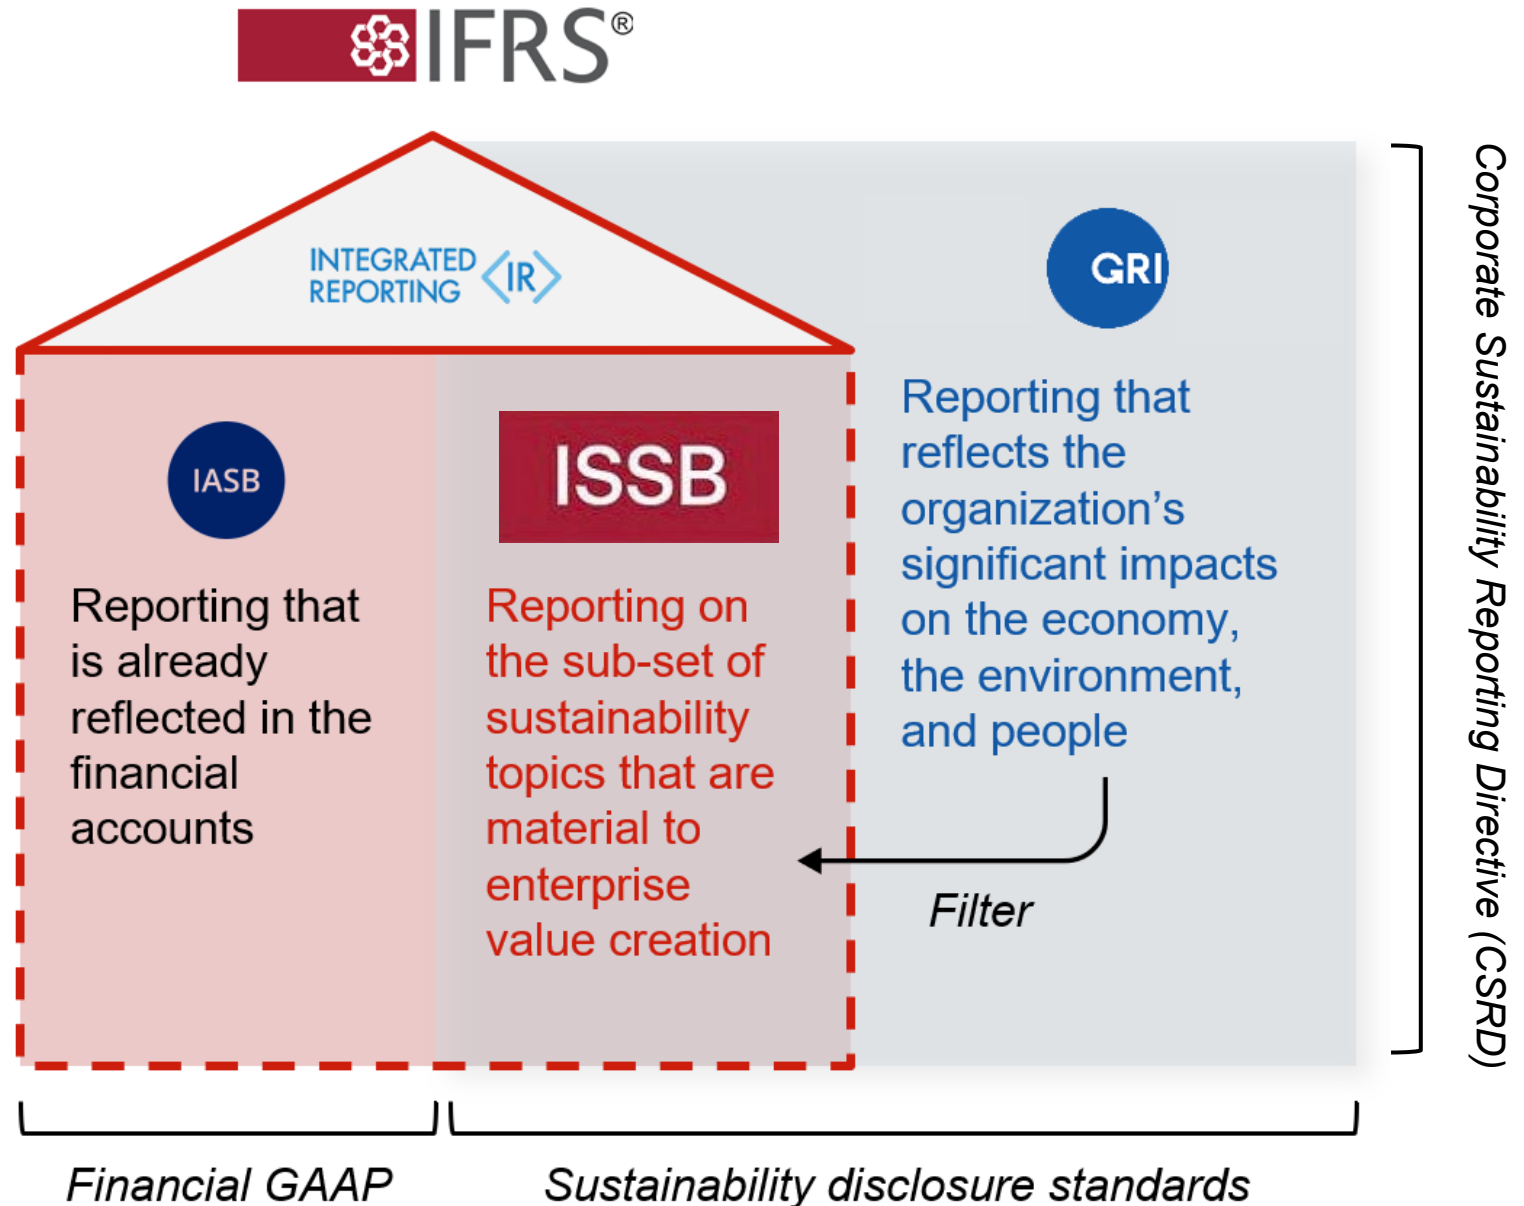 IFRS®
INTEGRATED
REPORTING <IR>
GRI
IASB
Reporting that
is already
reflected in the
financial
accounts
ISSB
Reporting on
the sub-set of
sustainability
topics that are
material to
enterprise
value creation
Reporting that
reflects the
organization’s
significant impacts
on the economy,
the environment,
and people
Filter
Corporate Sustainability Reporting Directive (CSRD)
Financial GAAP
Sustainability disclosure standards